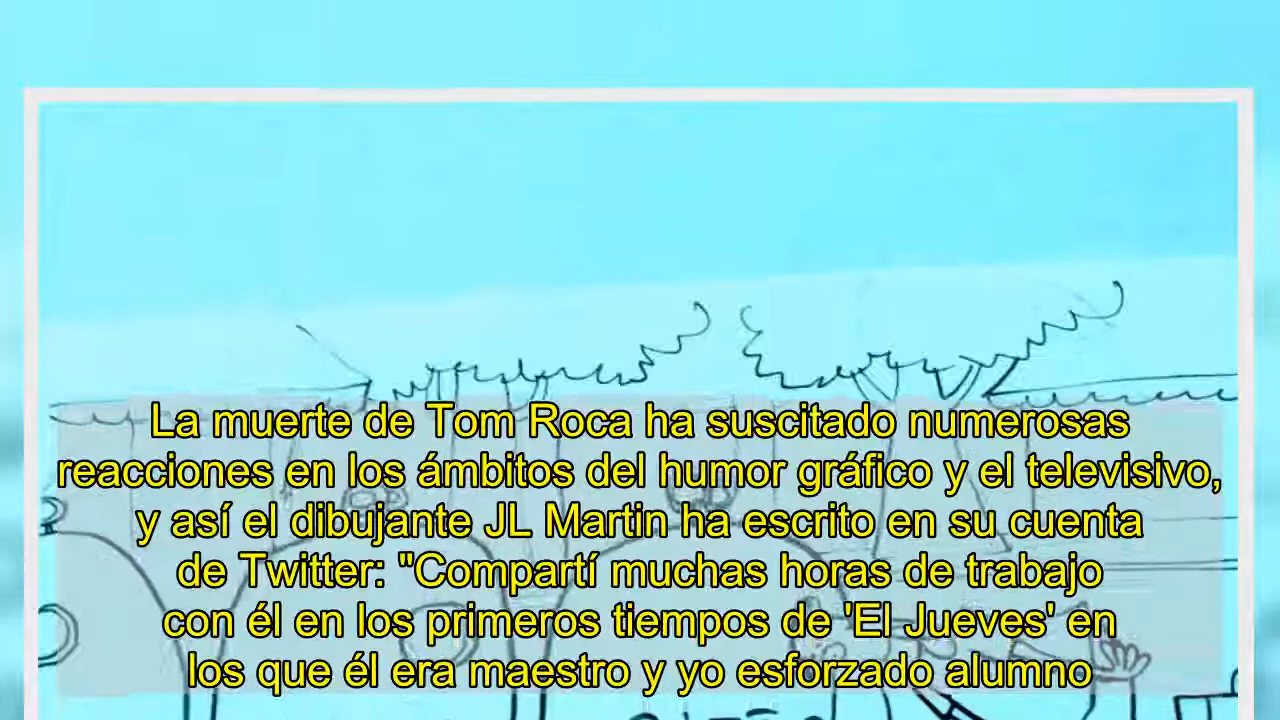 La muerte de Tom Roca ha suscitado numerosas
reacciones en los ámbitos del humor gráfico y el televisivo,
y así el dibujante JL Martin ha escrito en su cuenta
de Twitter: "Compartí muchas horas de trabajo
con él en los primeros tiempos de 'El Jueves' en
los que él era maestro y yo esforzado alumno